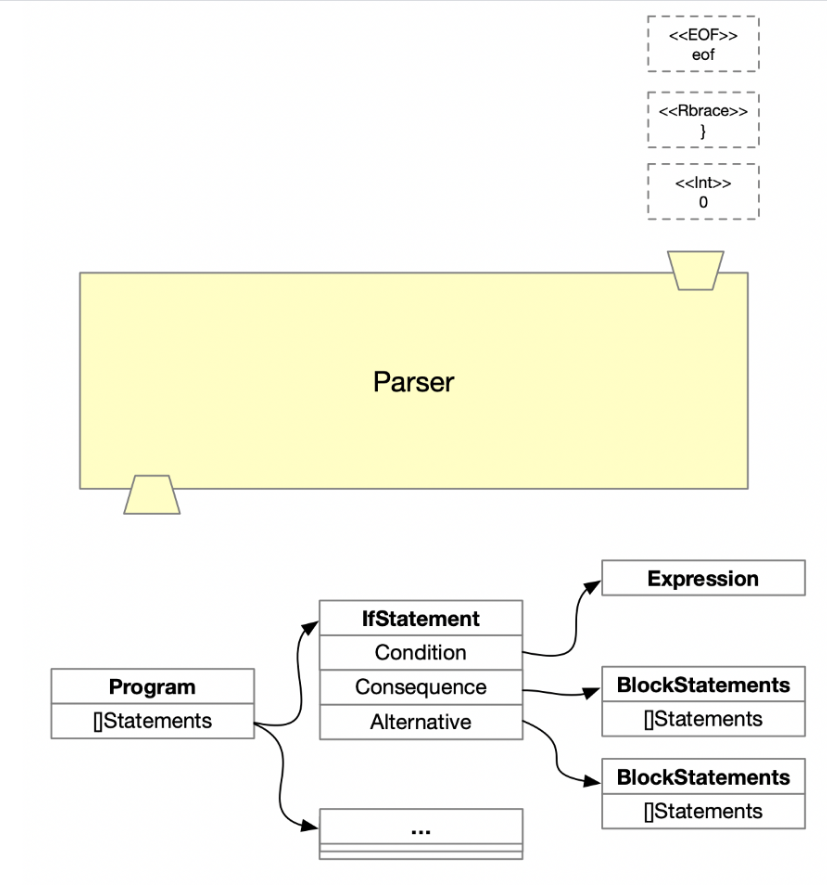 <<EOF>>
eof
<<Rbrace>>
}
<<Int>>
0
Parser
Expression
IfStatement
Condition
Consequence
Alternative
Program
[]Statements
BlockStatements
[]Statements
BlockStatements
[]Statements
...